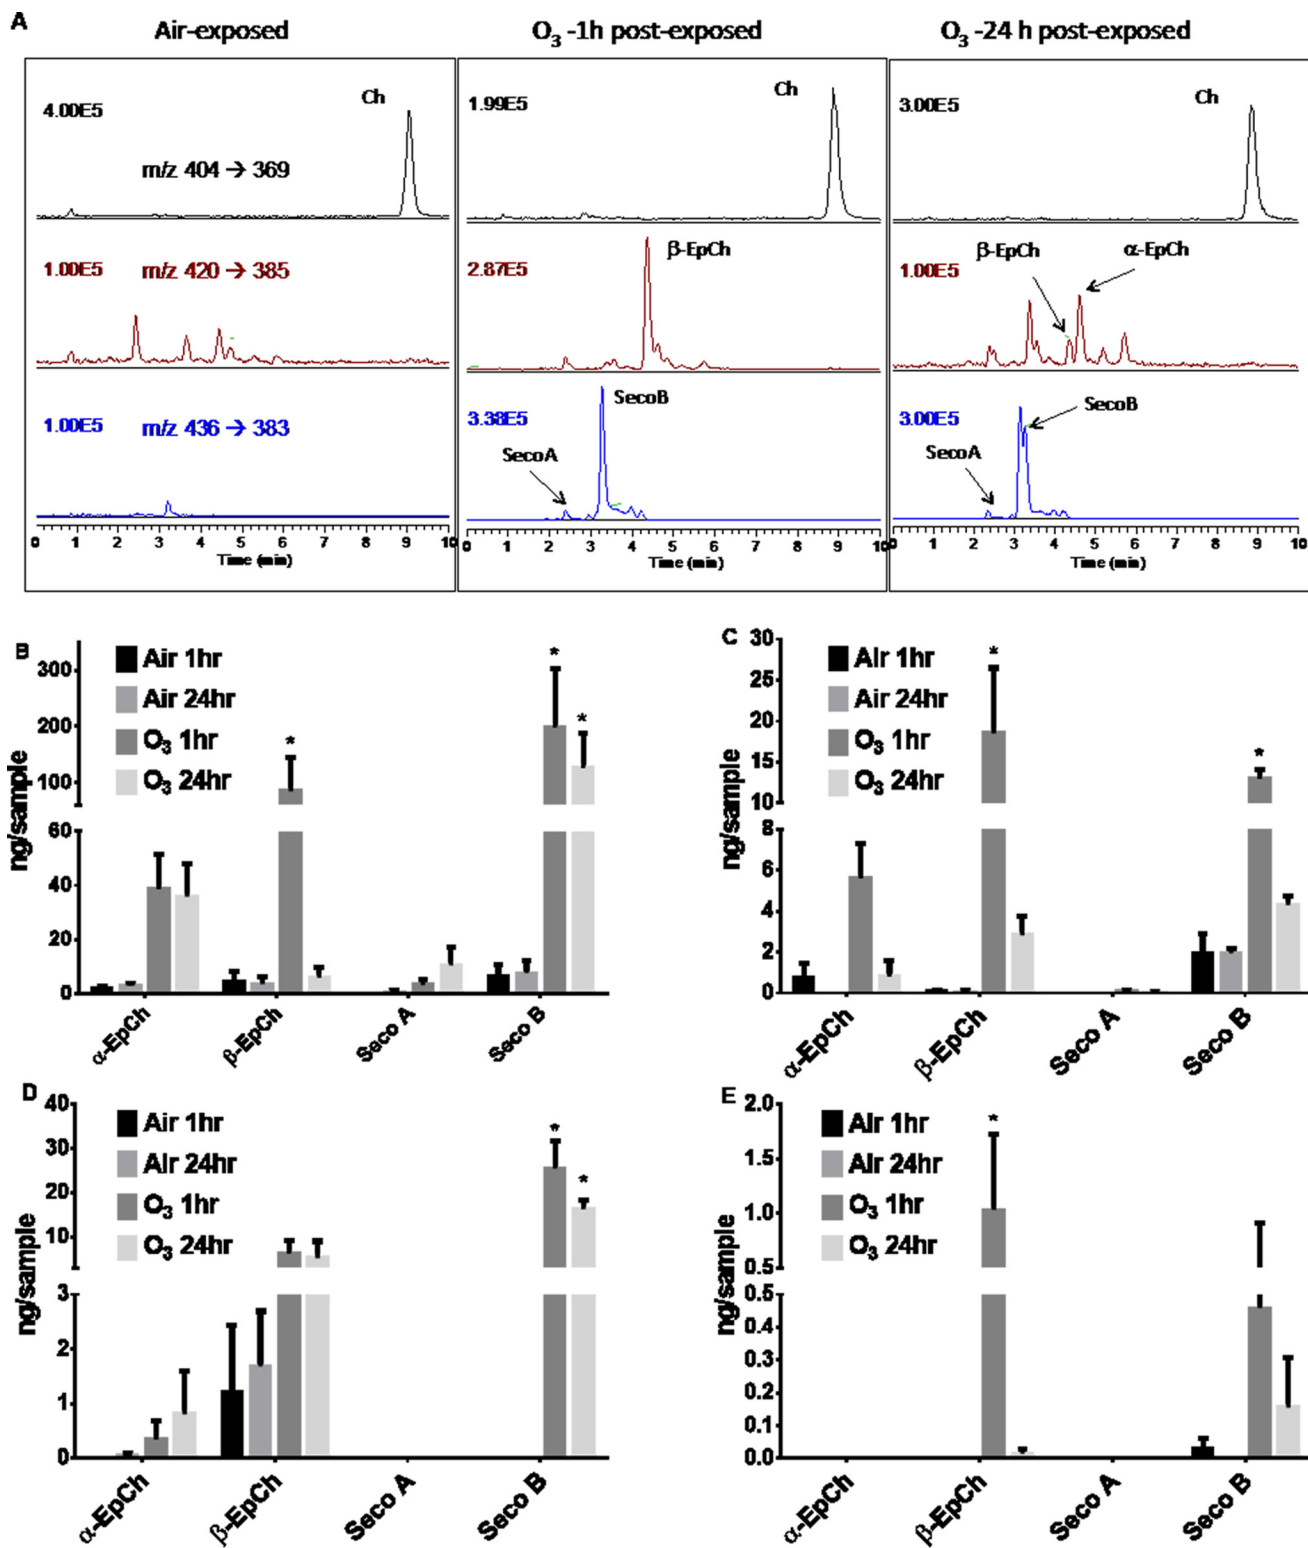 A
Air-exposed
O3 -1h post-exposed
O3 -24 h post-exposed
4.00E5
Ch
m/z 404 → 369
1.00E5
m/z 420 → 385
1.00E5
m/z 436 → 383
0 1 2 3 4 5 6 7 8 9 10
Time (min)
1.99E5
Ch
2.87E5
β-EpCh
3.38E5
SecoB
SecoA
1 2 3 4 5 6 7 8 9 10
Time (min)
3.00E5
Ch
1.00E5
β-EpCh
α-EpCh
3.00E5
SecoB
SecoA
1 2 3 4 5 6 7 8 9 10
Time (min)
B
Air 1hr
Air 24hr
O3 1hr
O3 24hr
ng/sample
300
200
100
60
40
20
0
*
*
*
α-EpCh
β-EpCh
Seco A
Seco B
C
Air 1hr
Air 24hr
O3 1hr
O3 24hr
ng/sample
30
25
20
15
10
8
6
4
2
0
*
*
α-EpCh
β-EpCh
Seco A
Seco B
D
Air 1hr
Air 24hr
O3 1hr
O3 24hr
ng/sample
40
30
20
10
3
2
1
0
*
*
α-EpCh
β-EpCh
Seco A
Seco B
E
Air 1hr
Air 24hr
O3 1hr
O3 24hr
ng/sample
2.0
1.5
1.0
0.5
0.5
0.4
0.3
0.2
0.1
0.0
*
α-EpCh
β-EpCh
Seco A
Seco B